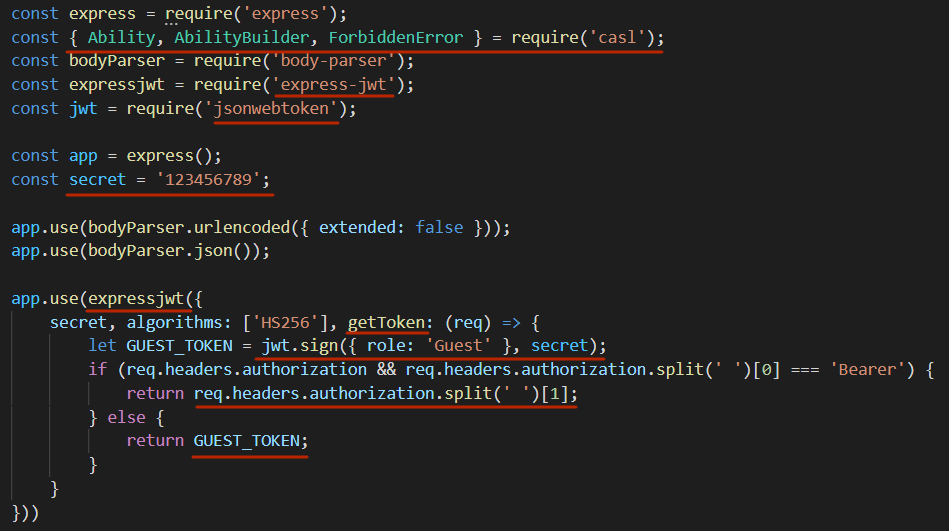 const express = require('express');
const { Ability, AbilityBuilder, ForbiddenError } = require('casl');
const bodyParser = require('body-parser');
const expressjwt = require('express-jwt');
const jwt = require('jsonwebtoken');

const app = express();
const secret = '123456789';

app.use(bodyParser.urlencoded({ extended: false }));
app.use(bodyParser.json());

app.use(expressjwt({
    secret, algorithms: ['HS256'], getToken: (req) => {
        let GUEST_TOKEN = jwt.sign({ role: 'Guest' }, secret);
        if (req.headers.authorization && req.headers.authorization.split(' ')[0] === 'Bearer') {
            return req.headers.authorization.split(' ')[1];
        } else {
            return GUEST_TOKEN;
        }
    }
}))